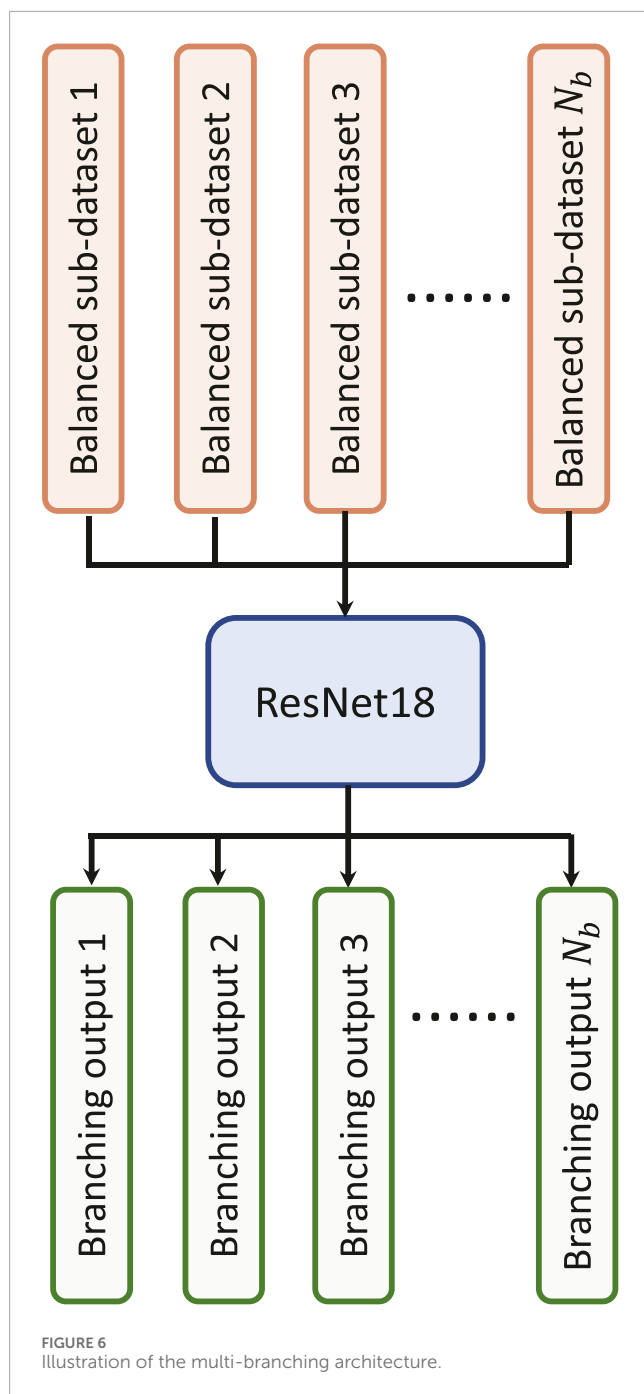 Balanced sub-dataset 1
Balanced sub-dataset 2
Balanced sub-dataset 3
......
Balanced sub-dataset N_b
ResNet18
Branching output 1
Branching output 2
Branching output 3
......
Branching output N_b
FIGURE 6
Illustration of the multi-branching architecture.